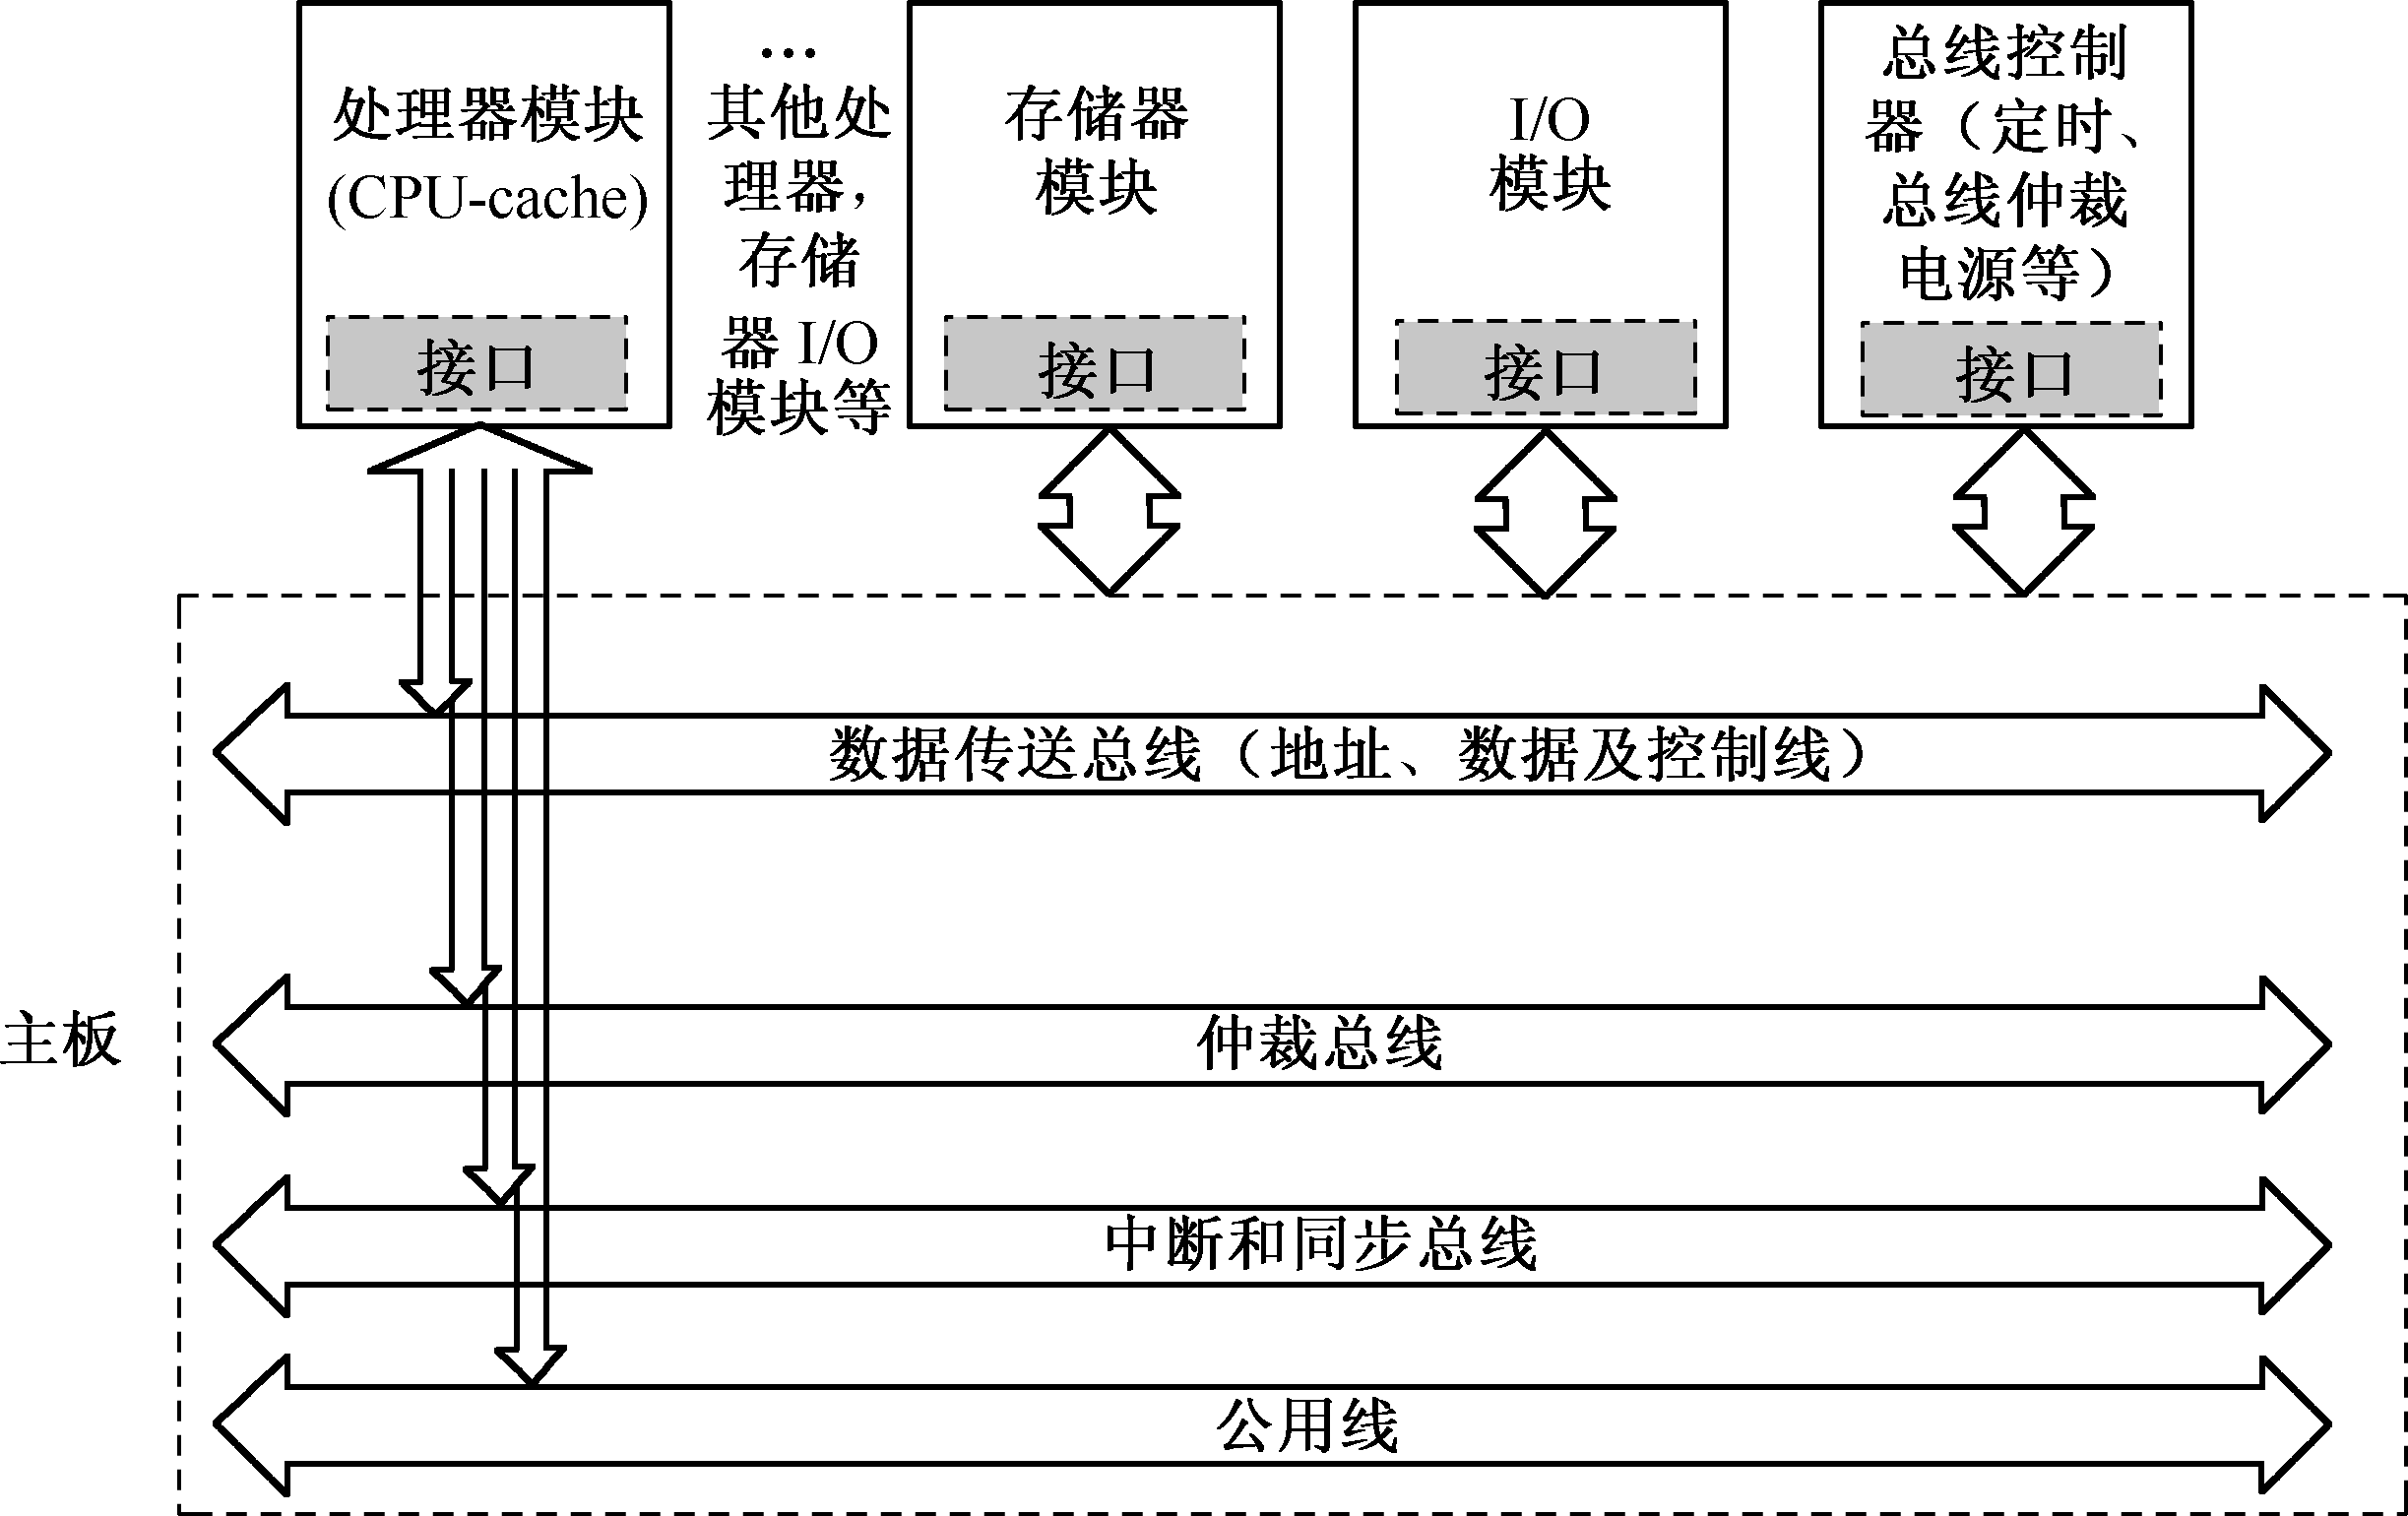 处理器模块
(CPU-cache)
接口
…
其他处
理器，
存储
器 I/O
模块等
存储器
模块
接口
I/O
模块
接口
总线控制
器（定时、
总线仲裁
电源等）
接口
数据传送总线（地址、数据及控制线）
主板
仲裁总线
中断和同步总线
公用线